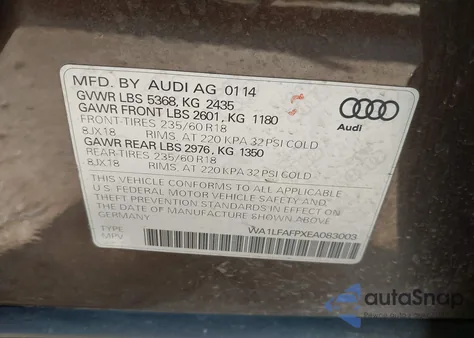 MFD. BY AUDI AG 01 14
GVWR LBS 5368, KG 2435
GAWR FRONT LBS 2601, KG 1180
FRONT-TIRES 235/60 R18
8JX18 RIMS, AT 220 KPA 32 PSI COLD
GAWR REAR LBS 2976, KG 1350
REAR-TIRES 235/60 R18
8JX18 RIMS, AT 220 KPA 32 PSI COLD
THIS VEHICLE CONFORMS TO ALL APPLICABLE
U.S. FEDERAL MOTOR VEHICLE SAFETY AND
THEFT PREVENTION STANDARDS IN EFFECT ON
THE DATE OF MANUFACTURE SHOWN ABOVE.
GERMANY
TYPE
MPV
WA1LFAFPXEA083003
Audi
autoSnap